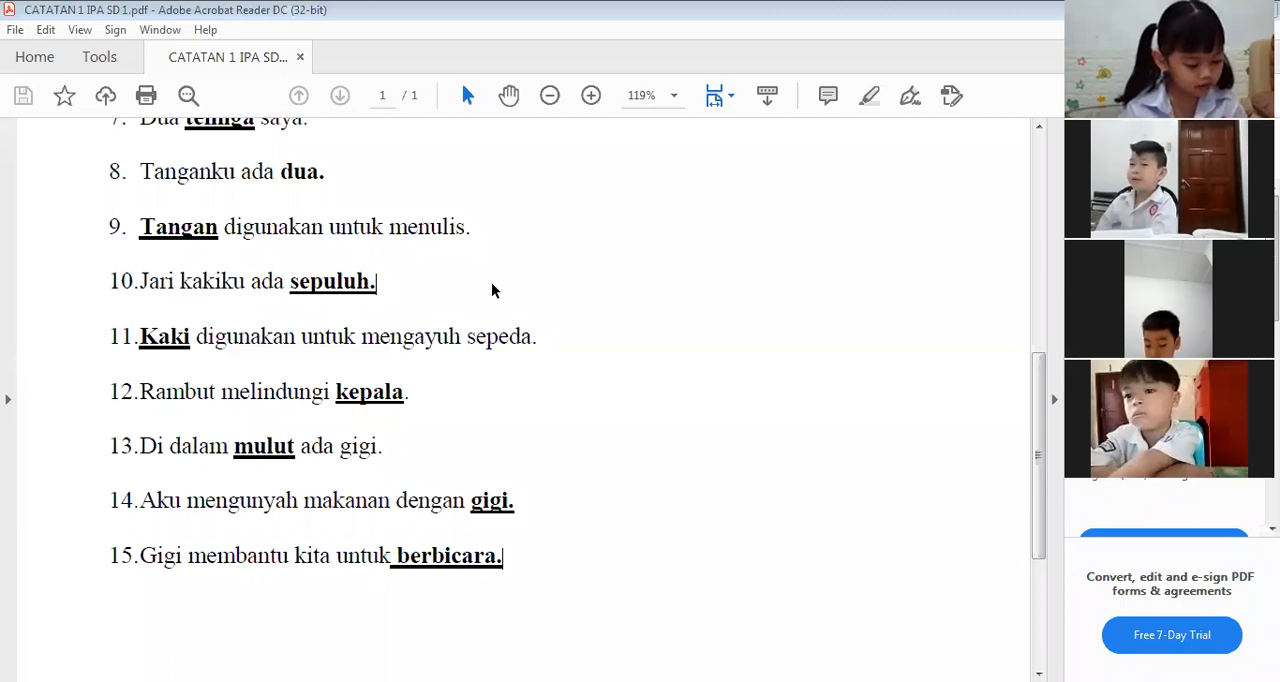 CATATAN 1 IPA SD 1.pdf - Adobe Acrobat Reader DC (32-bit)
File Edit View Sign Window Help
Home Tools CATATAN 1 IPA SD... ×
1 / 1 119%
7. Dua telinga saya.
8. Tanganku ada dua.
9. Tangan digunakan untuk menulis.
10.Jari kakiku ada sepuluh.
11.Kaki digunakan untuk mengayuh sepeda.
12.Rambut melindungi kepala.
13.Di dalam mulut ada gigi.
14.Aku mengunyah makanan dengan gigi.
15.Gigi membantu kita untuk berbicara.
Convert, edit and e-sign PDF
forms & agreements
Free 7-Day Trial